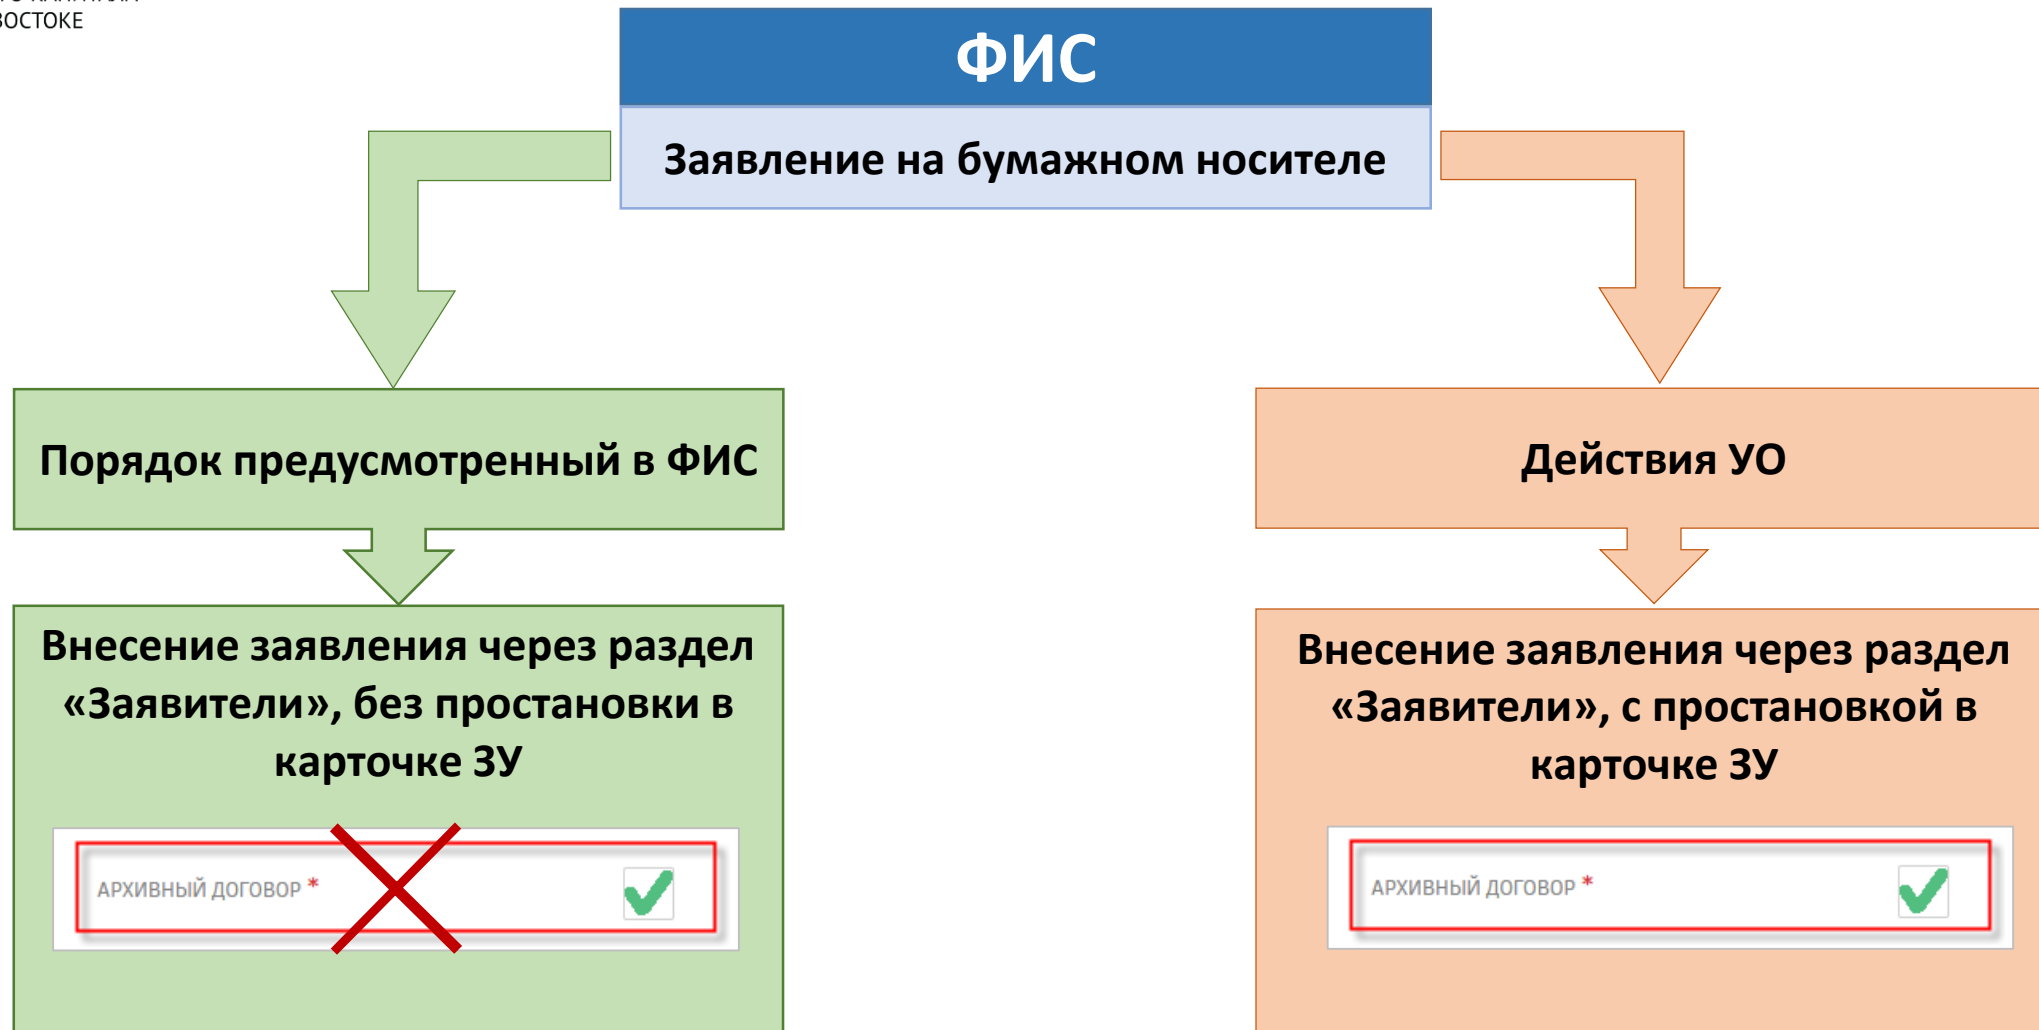 ВОСТОКЕ
ФИС
Заявление на бумажном носителе
Порядок предусмотренный в ФИС
Внесение заявления через раздел
«Заявители», без простановки в
карточке ЗУ
АРХИВНЫЙ ДОГОВОР *
Действия УО
Внесение заявления через раздел
«Заявители», с простановкой в
карточке ЗУ
АРХИВНЫЙ ДОГОВОР *